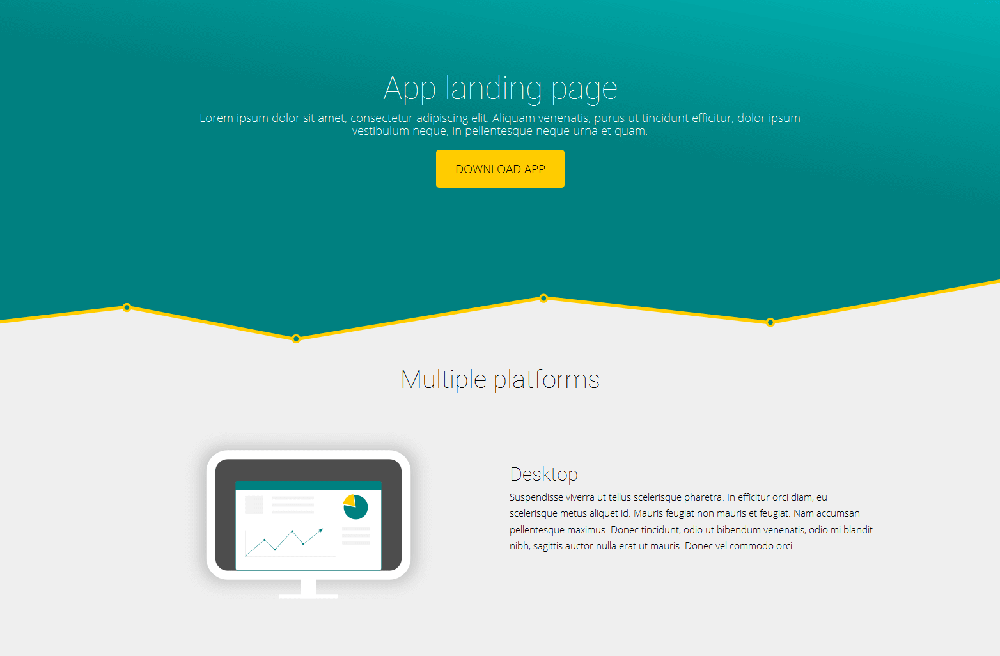 App landing page
Lorem ipsum dolor sit amet, consectetur adipiscing elit. Aliquam venenatis, purus ut tincidunt efficitur, dolor ipsum
vestibulum neque, in pellentesque neque urna et quam.
DOWNLOAD APP
Multiple platforms
Desktop
Suspendisse viverra ut tellus scelerisque pharetra. In efficitur orci diam, eu
scelerisque metus aliquet id. Mauris feugiat non mauris et feugiat. Nam accumsan
pellentesque maximus. Donec tincidunt, odio ut bibendum venenatis, odio mi blandit
nibh, sagittis auctor nulla erat ut mauris. Donec vel commodo orci.